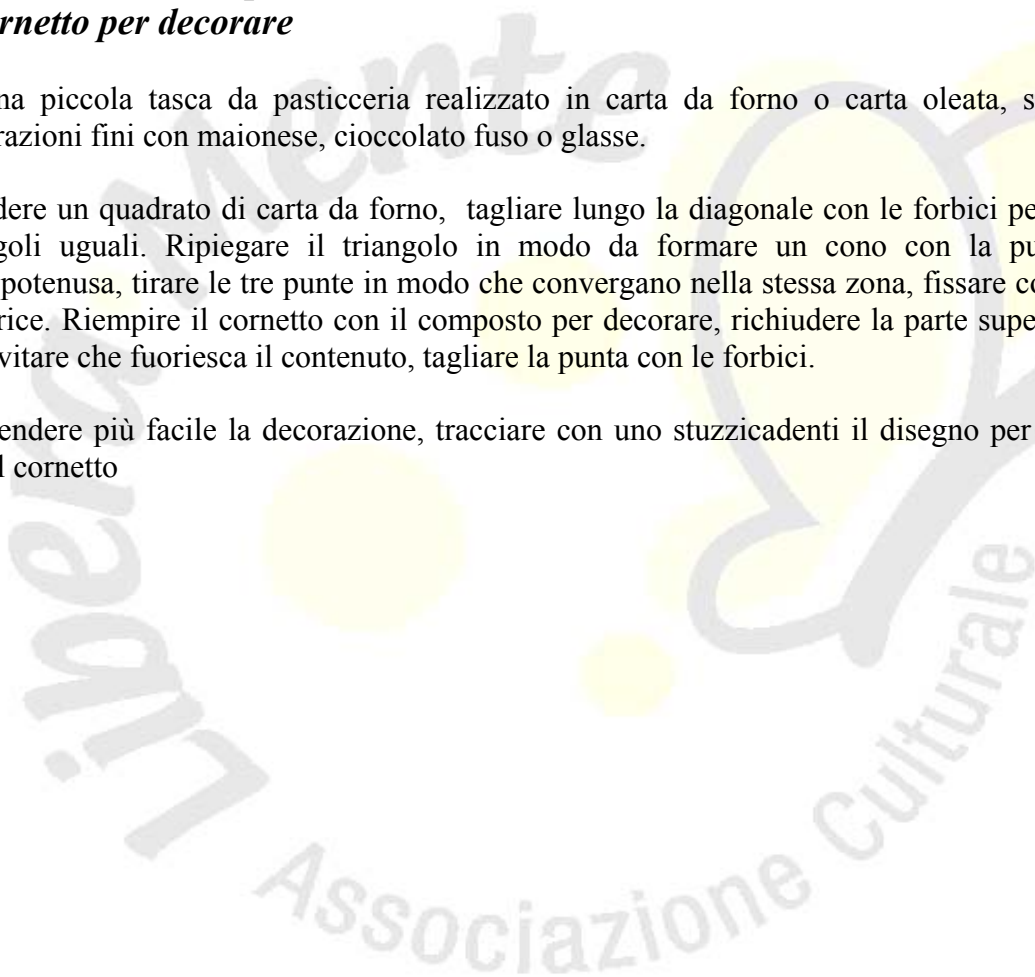 rnetto per decorare
na piccola tasca da pasticceria realizzato in carta da forno o carta oleata, s
razioni fini con maionese, cioccolato fuso o glasse.
dere un quadrato di carta da forno, tagliare lungo la diagonale con le forbici pe
goli uguali. Ripiegare il triangolo in modo da formare un cono con la pu
potenusa, tirare le tre punte in modo che convergano nella stessa zona, fissare co
rice. Riempire il cornetto con il composto per decorare, richiudere la parte supe
vitare che fuoriesca il contenuto, tagliare la punta con le forbici.
endere più facile la decorazione, tracciare con uno stuzzicadenti il disegno per
l cornetto
Libera Mente
Associazione Culturale